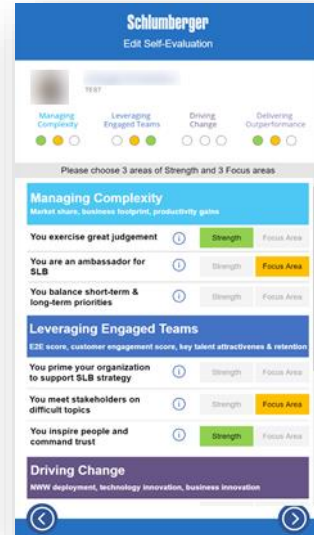 Schlumberger
Edit Self-Evaluation
TEST
Managing Complexity
Leveraging Engaged Teams
Driving Change
Delivering Outperformance
Please choose 3 areas of Strength and 3 Focus areas
Managing Complexity
Market share, business footprint, productivity gains
You exercise great judgement
Strength Focus Area
You are an ambassador for
SLB
Strength Focus Area
You balance short-term &
long-term priorities
Strength Focus Area
Leveraging Engaged Teams
E2E score, customer engagement score, key talent attractivenes & retention
You prime your organization
to support SLB strategy
Strength Focus Area
You meet stakeholders on
difficult topics
Strength Focus Area
You inspire people and
command trust
Strength Focus Area
Driving Change
NWW deployment, technology innovation, business innovation